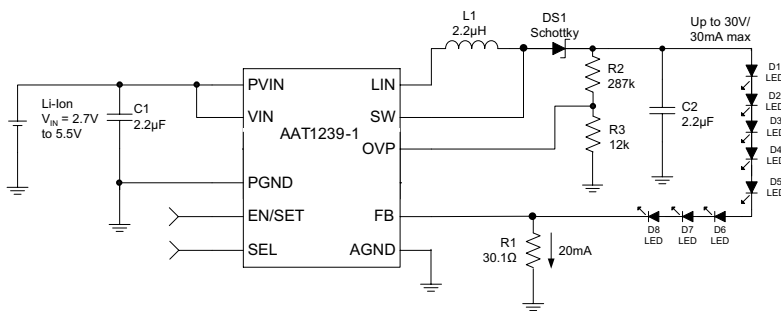 L1
2.2µH
DS1
Schottky
Up to 30V/
30mA max
Li-Ion
VIN = 2.7V
to 5.5V
C1
2.2µF
PVIN
VIN
PGND
EN/SET
SEL
AAT1239-1
LIN
SW
OVP
FB
AGND
R2
287k
R3
12k
C2
2.2µF
D1
LED
D2
LED
D3
LED
D4
LED
D5
LED
D8
LED
D7
LED
D6
LED
R1
30.1Ω
20mA